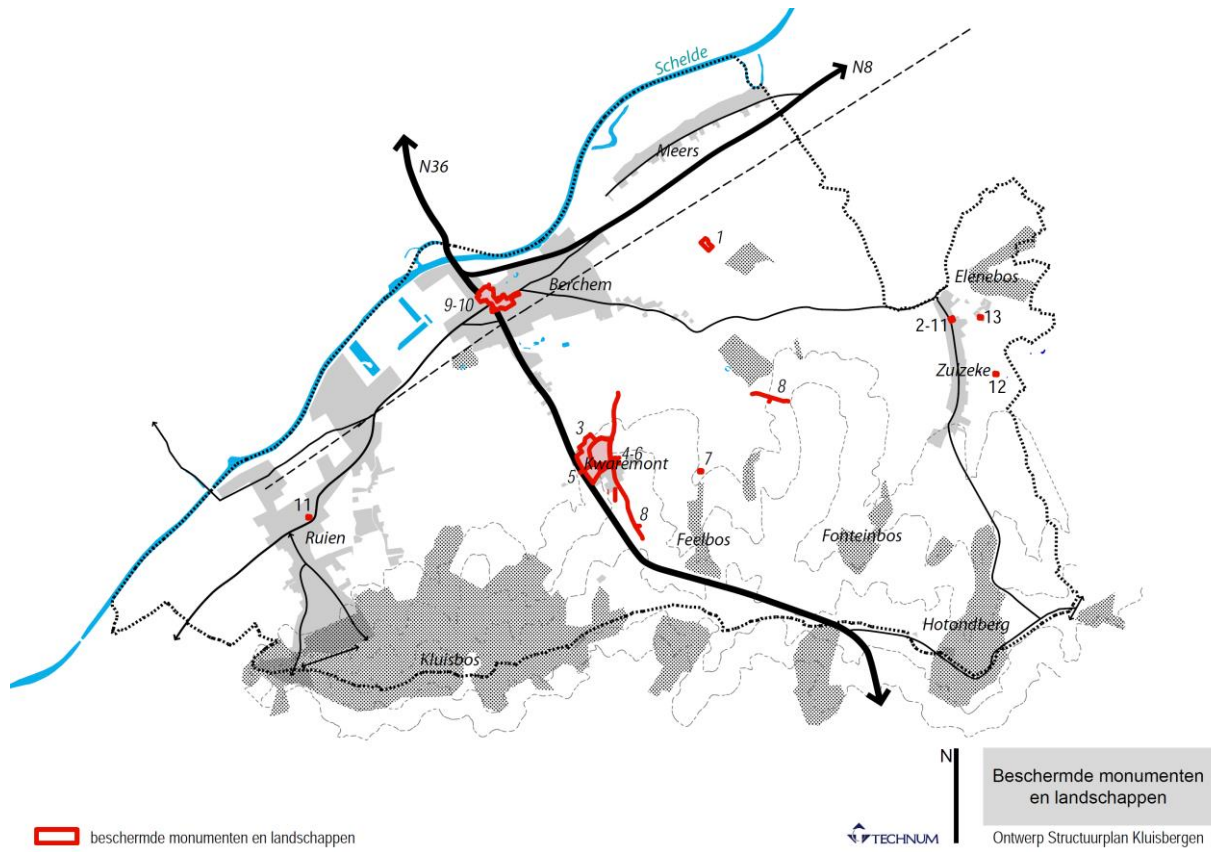 Schelde
N8
N36
Meers
1
Elenebos
Berchem
9-10
2-11
13
Zulzeke
12
8
3
4-6
Kwaremont
7
5
11
8
Ruien
Feelbos
Fonteinbos
Hotondberg
Kluisbos
N
Beschermde monumenten
en landschappen
beschermde monumenten en landschappen
TECHNUM
Ontwerp Structuurplan Kluisbergen